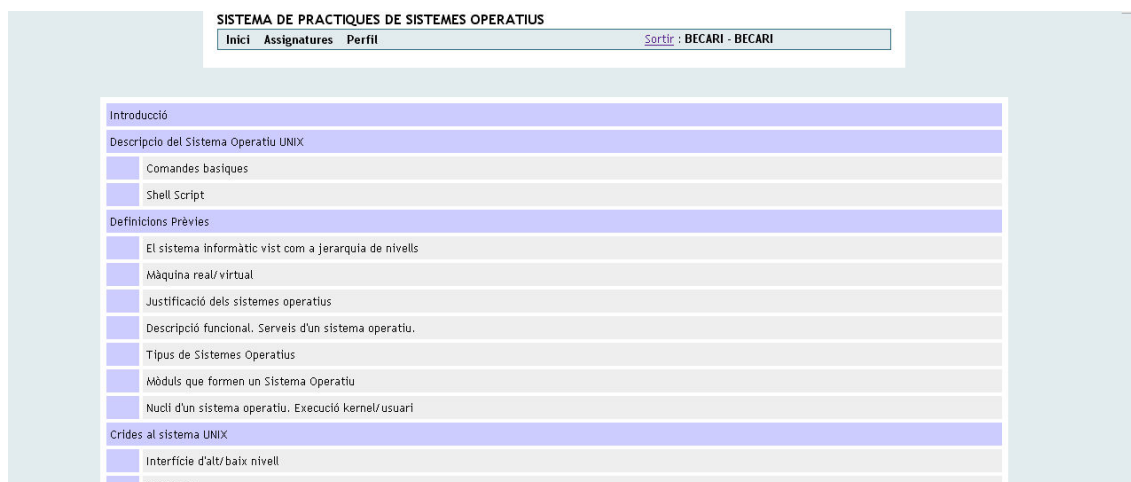 SISTEMA DE PRACTIQUES DE SISTEMES OPERATIUS
Inici Assignatures Perfil Sortir : BECARI - BECARI
Introducció
Descripcio del Sistema Operatiu UNIX
Comandes basiques
Shell Script
Definicions Prèvies
El sistema informàtic vist com a jerarquia de nivells
Màquina real/virtual
Justificació dels sistemes operatius
Descripció funcional. Serveis d'un sistema operatiu.
Tipus de Sistemes Operatius
Mòduls que formen un Sistema Operatiu
Nucli d'un sistema operatiu. Execució kernel/usuari
Crides al sistema UNIX
Interfície d'alt/baix nivell